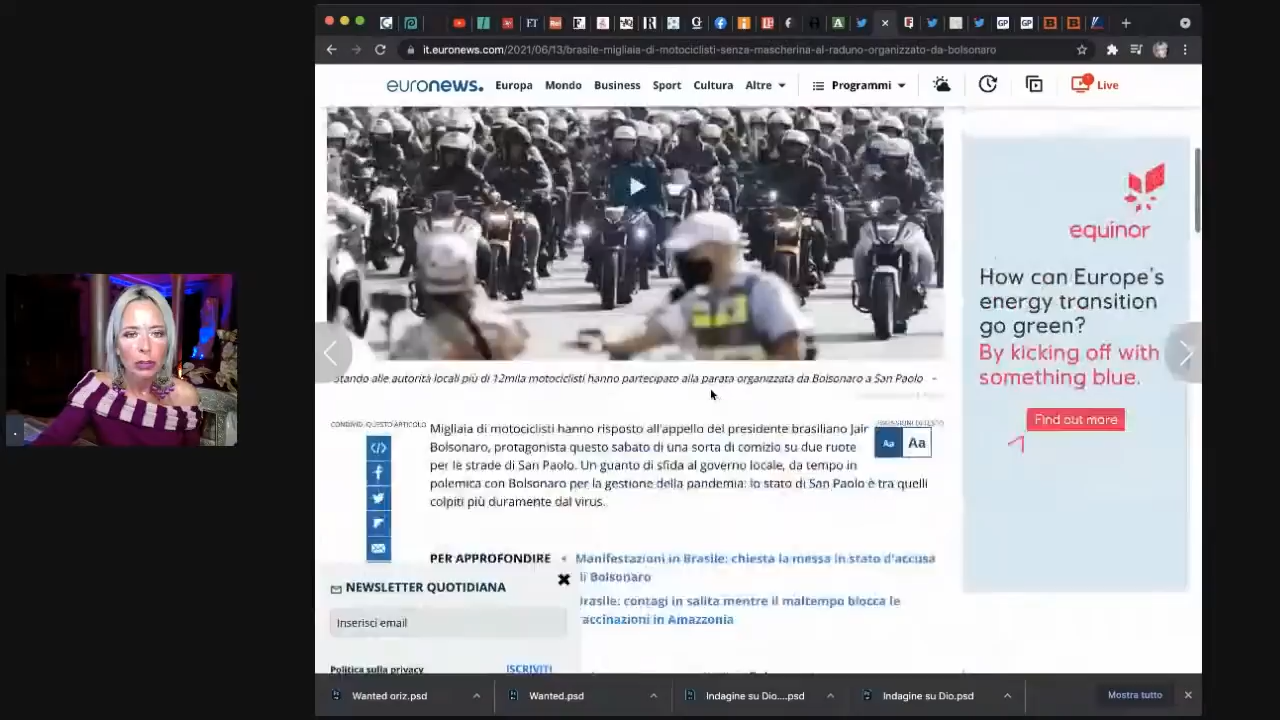 it.euronews.com/2021/06/13/brasile-migliaia-di-motociclisti-senza-mascherina-al-raduno-organizzato-da-bolsonaro
euronews. Europa Mondo Business Sport Cultura Altre Programmi Live
equinor
How can Europe's
energy transition
go green?
By kicking off with
something blue.
Find out more
Stando alle autorità locali più di 12mila motociclisti hanno partecipato alla parata organizzata da Bolsonaro a San Paolo -
CONDIVIDI QUESTO ARTICOLO
Aa Aa
Migliaia di motociclisti hanno risposto all'appello del presidente brasiliano Jair
Bolsonaro, protagonista questo sabato di una sorta di comizio su due ruote
per le strade di San Paolo. Un guanto di sfida al governo locale, da tempo in
polemica con Bolsonaro per la gestione della pandemia: lo stato di San Paolo è tra quelli
colpiti più duramente dal virus.
PER APPROFONDIRE
Manifestazioni in Brasile: chiesta la messa in stato d'accusa
di Bolsonaro
Brasile: contagi in salita mentre il maltempo blocca le
vaccinazioni in Amazzonia
NEWSLETTER QUOTIDIANA
Inserisci email
Politica sulla privacy ISCRIVITI
Wanted oriz.psd Wanted.psd Indagine su Dio....psd Indagine su Dio.psd Mostra tutto